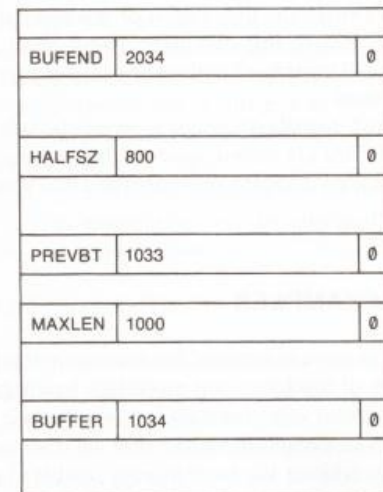 BUFEND 2034 0
HALFSZ 800 0
PREVBT 1033 0
MAXLEN 1000 0
BUFFER 1034 0